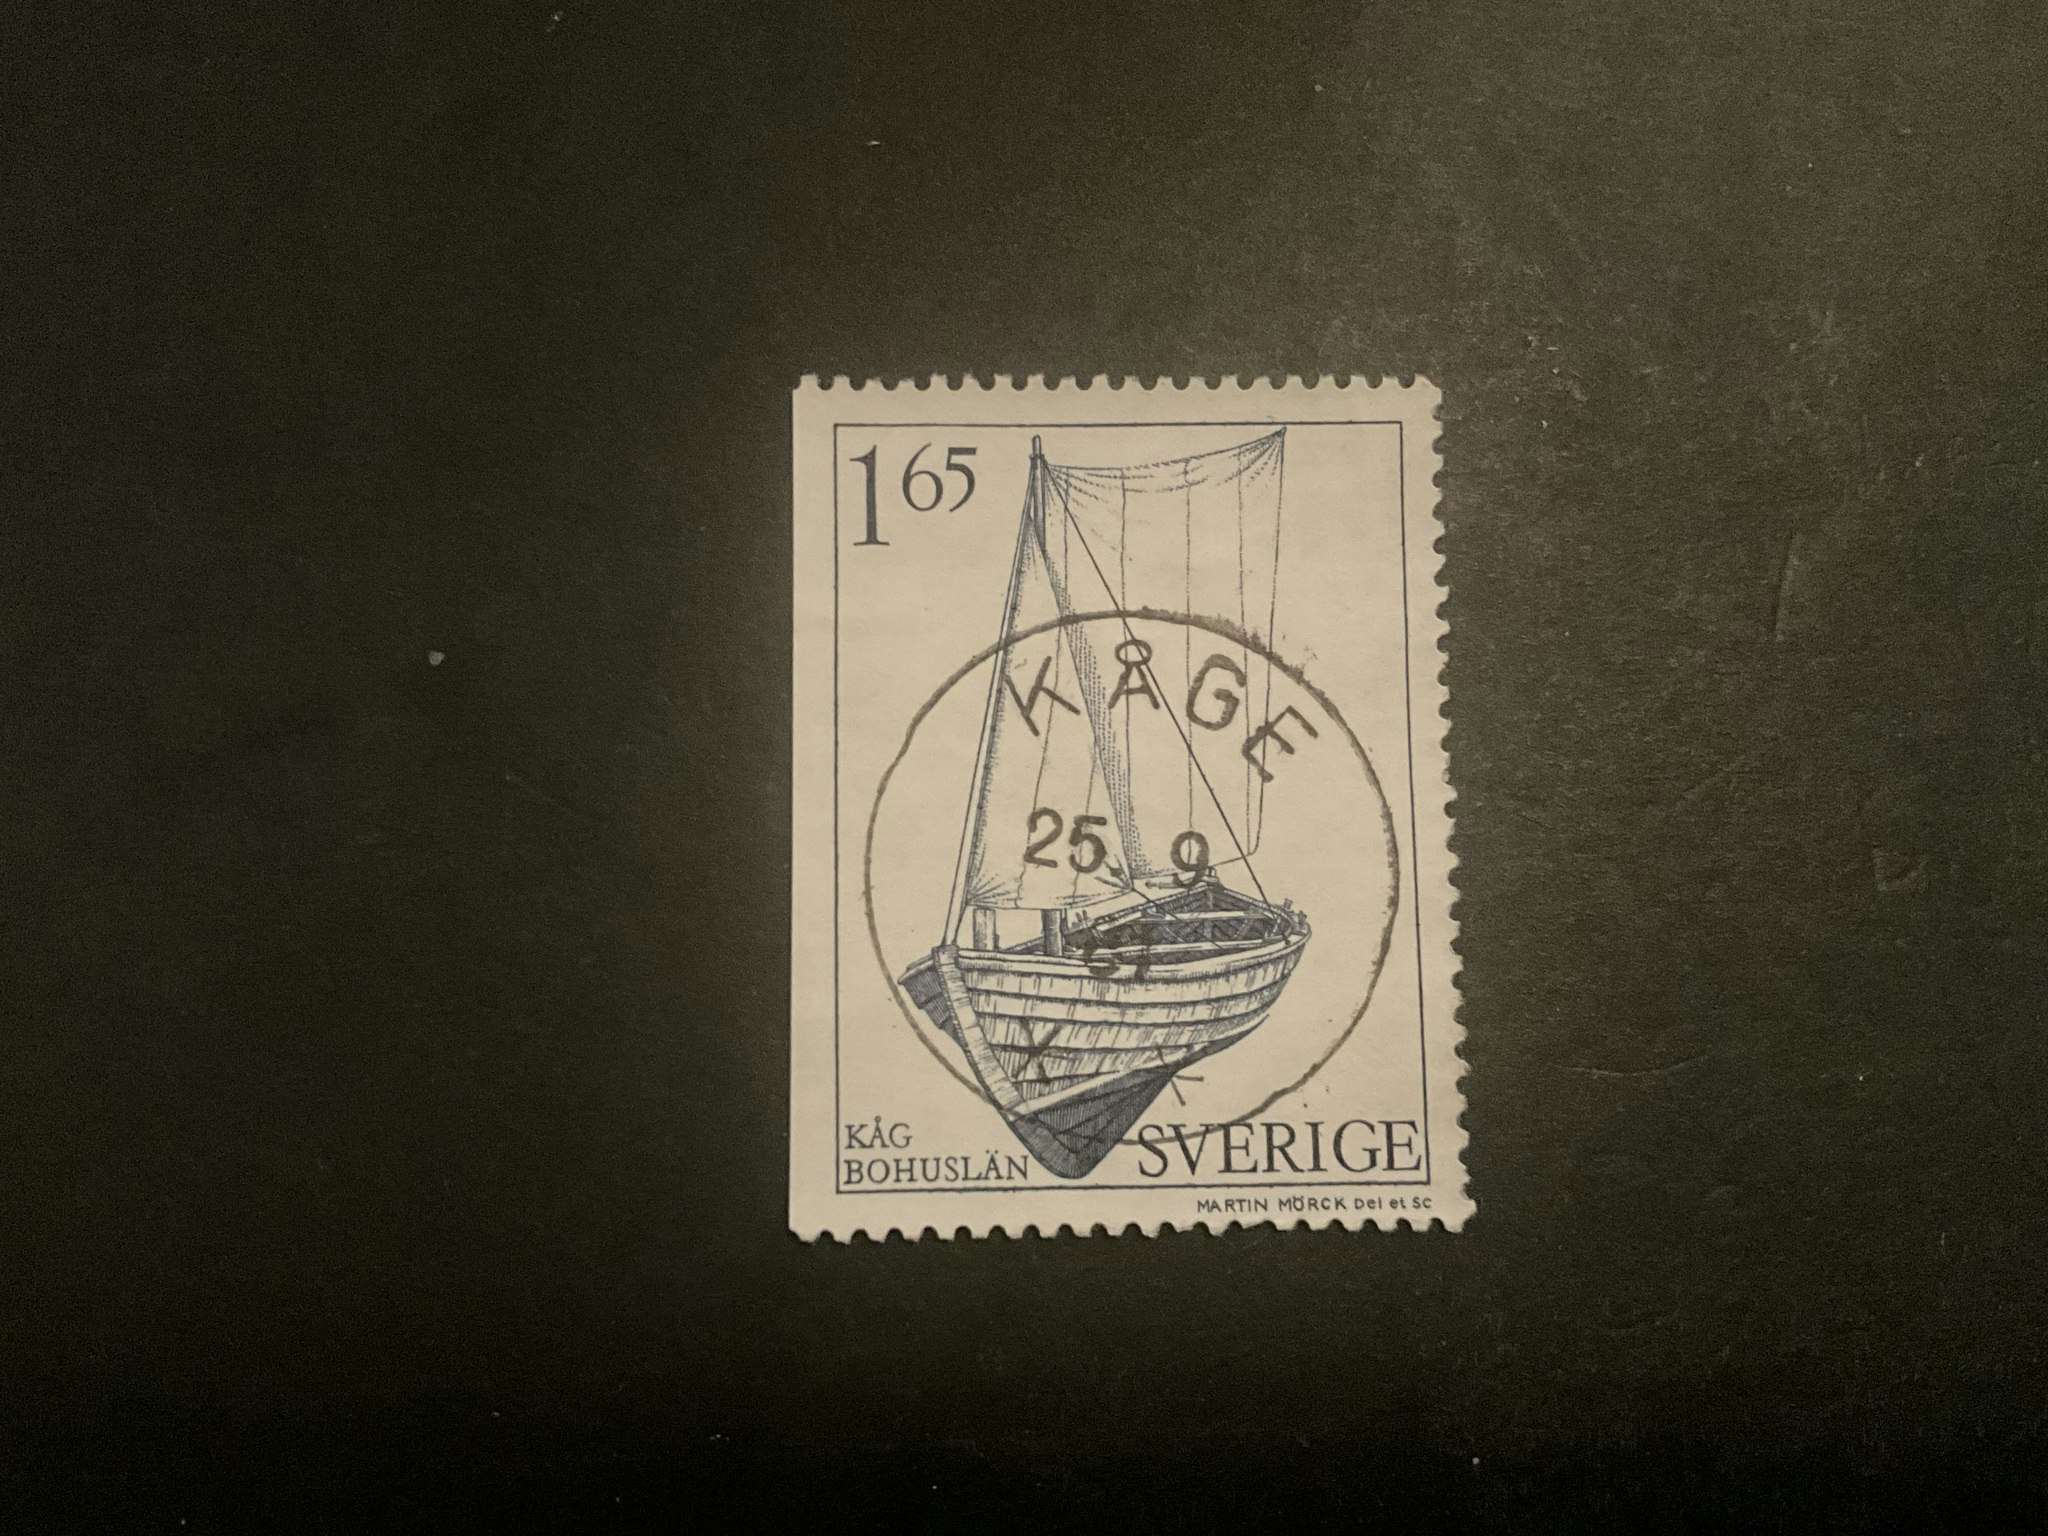 1 65
KÅGE
25 9
KÅG
BOHUSLÄN
SVERIGE
MARTIN MÖRCK Del et Sc